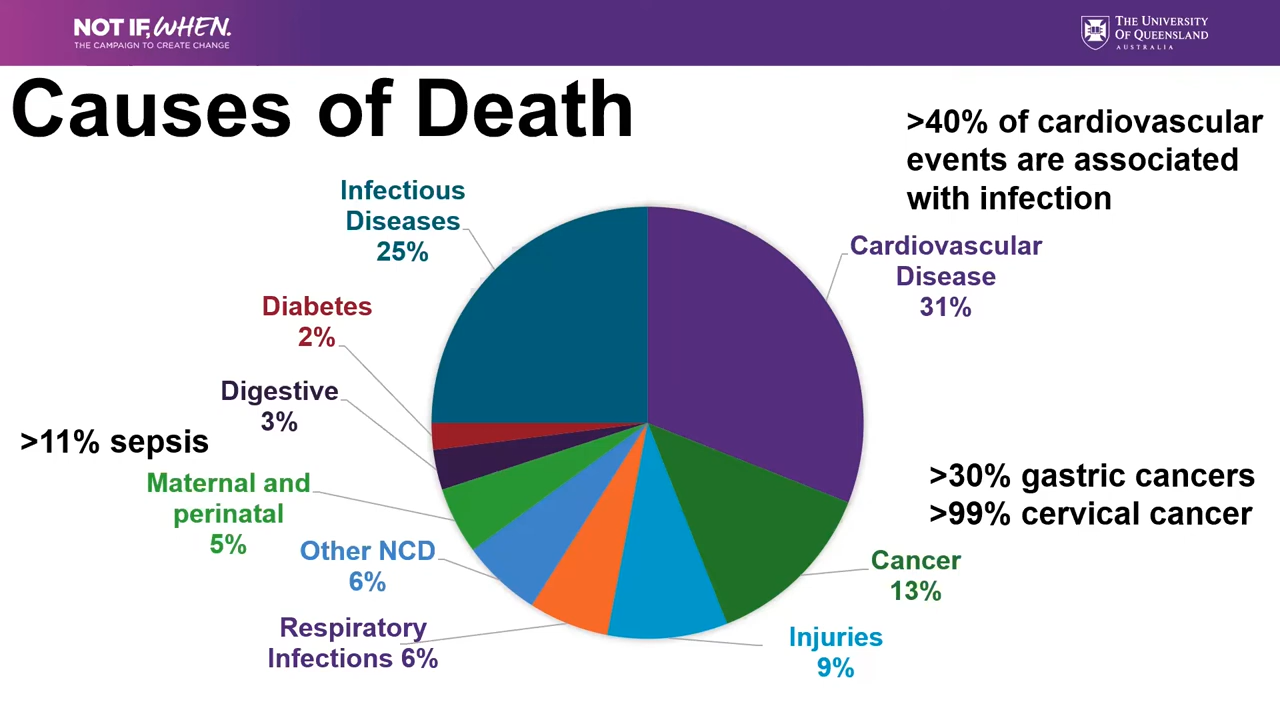 NOT IF, WHEN.
THE CAMPAIGN TO CREATE CHANGE
THE UNIVERSITY
OF QUEENSLAND
AUSTRALIA
Causes of Death
>40% of cardiovascular
events are associated
with infection
Infectious
Diseases
25%
Cardiovascular
Disease
31%
Diabetes
2%
Digestive
3%
>11% sepsis
Maternal and
perinatal
5%
>30% gastric cancers
>99% cervical cancer
Other NCD
6%
Cancer
13%
Respiratory
Infections 6%
Injuries
9%